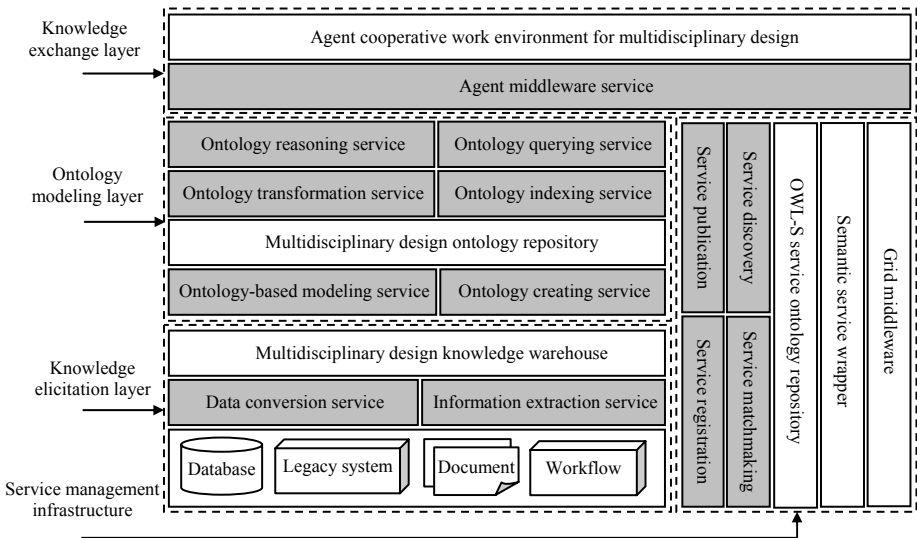 Knowledge
exchange layer
Agent cooperative work environment for multidisciplinary design
Agent middleware service
Ontology
modeling layer
Ontology reasoning service
Ontology querying service
Ontology transformation service
Ontology indexing service
Multidisciplinary design ontology repository
Ontology-based modeling service
Ontology creating service
Knowledge
elicitation layer
Multidisciplinary design knowledge warehouse
Data conversion service
Information extraction service
Database
Legacy system
Document
Workflow
Service management
infrastructure
Service publication
Service discovery
Service registration
Service matchmaking
OWL-S service ontology
repository
Semantic service wrapper
Grid middleware